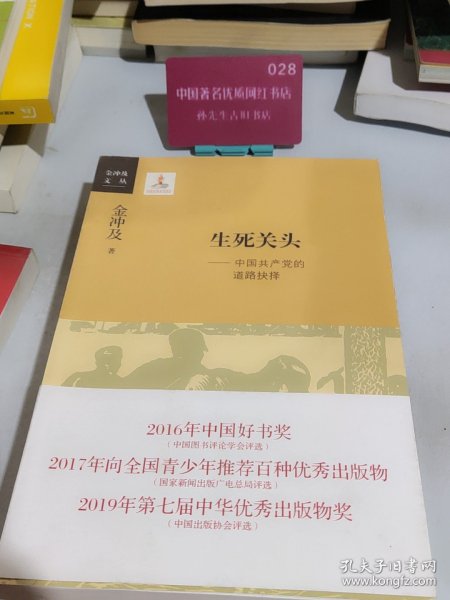 028
中国著名优质网红书店
孙先生古旧书店
金冲及
文丛
金冲及
著
生死关头
——中国共产党的
道路抉择
2016年中国好书奖
（中国图书评论学会评选）
2017年向全国青少年推荐百种优秀出版物
（国家新闻出版广电总局评选）
2019年第七届中华优秀出版物奖
（中国出版协会评选）
孔夫子旧书网
www.kongfz.com